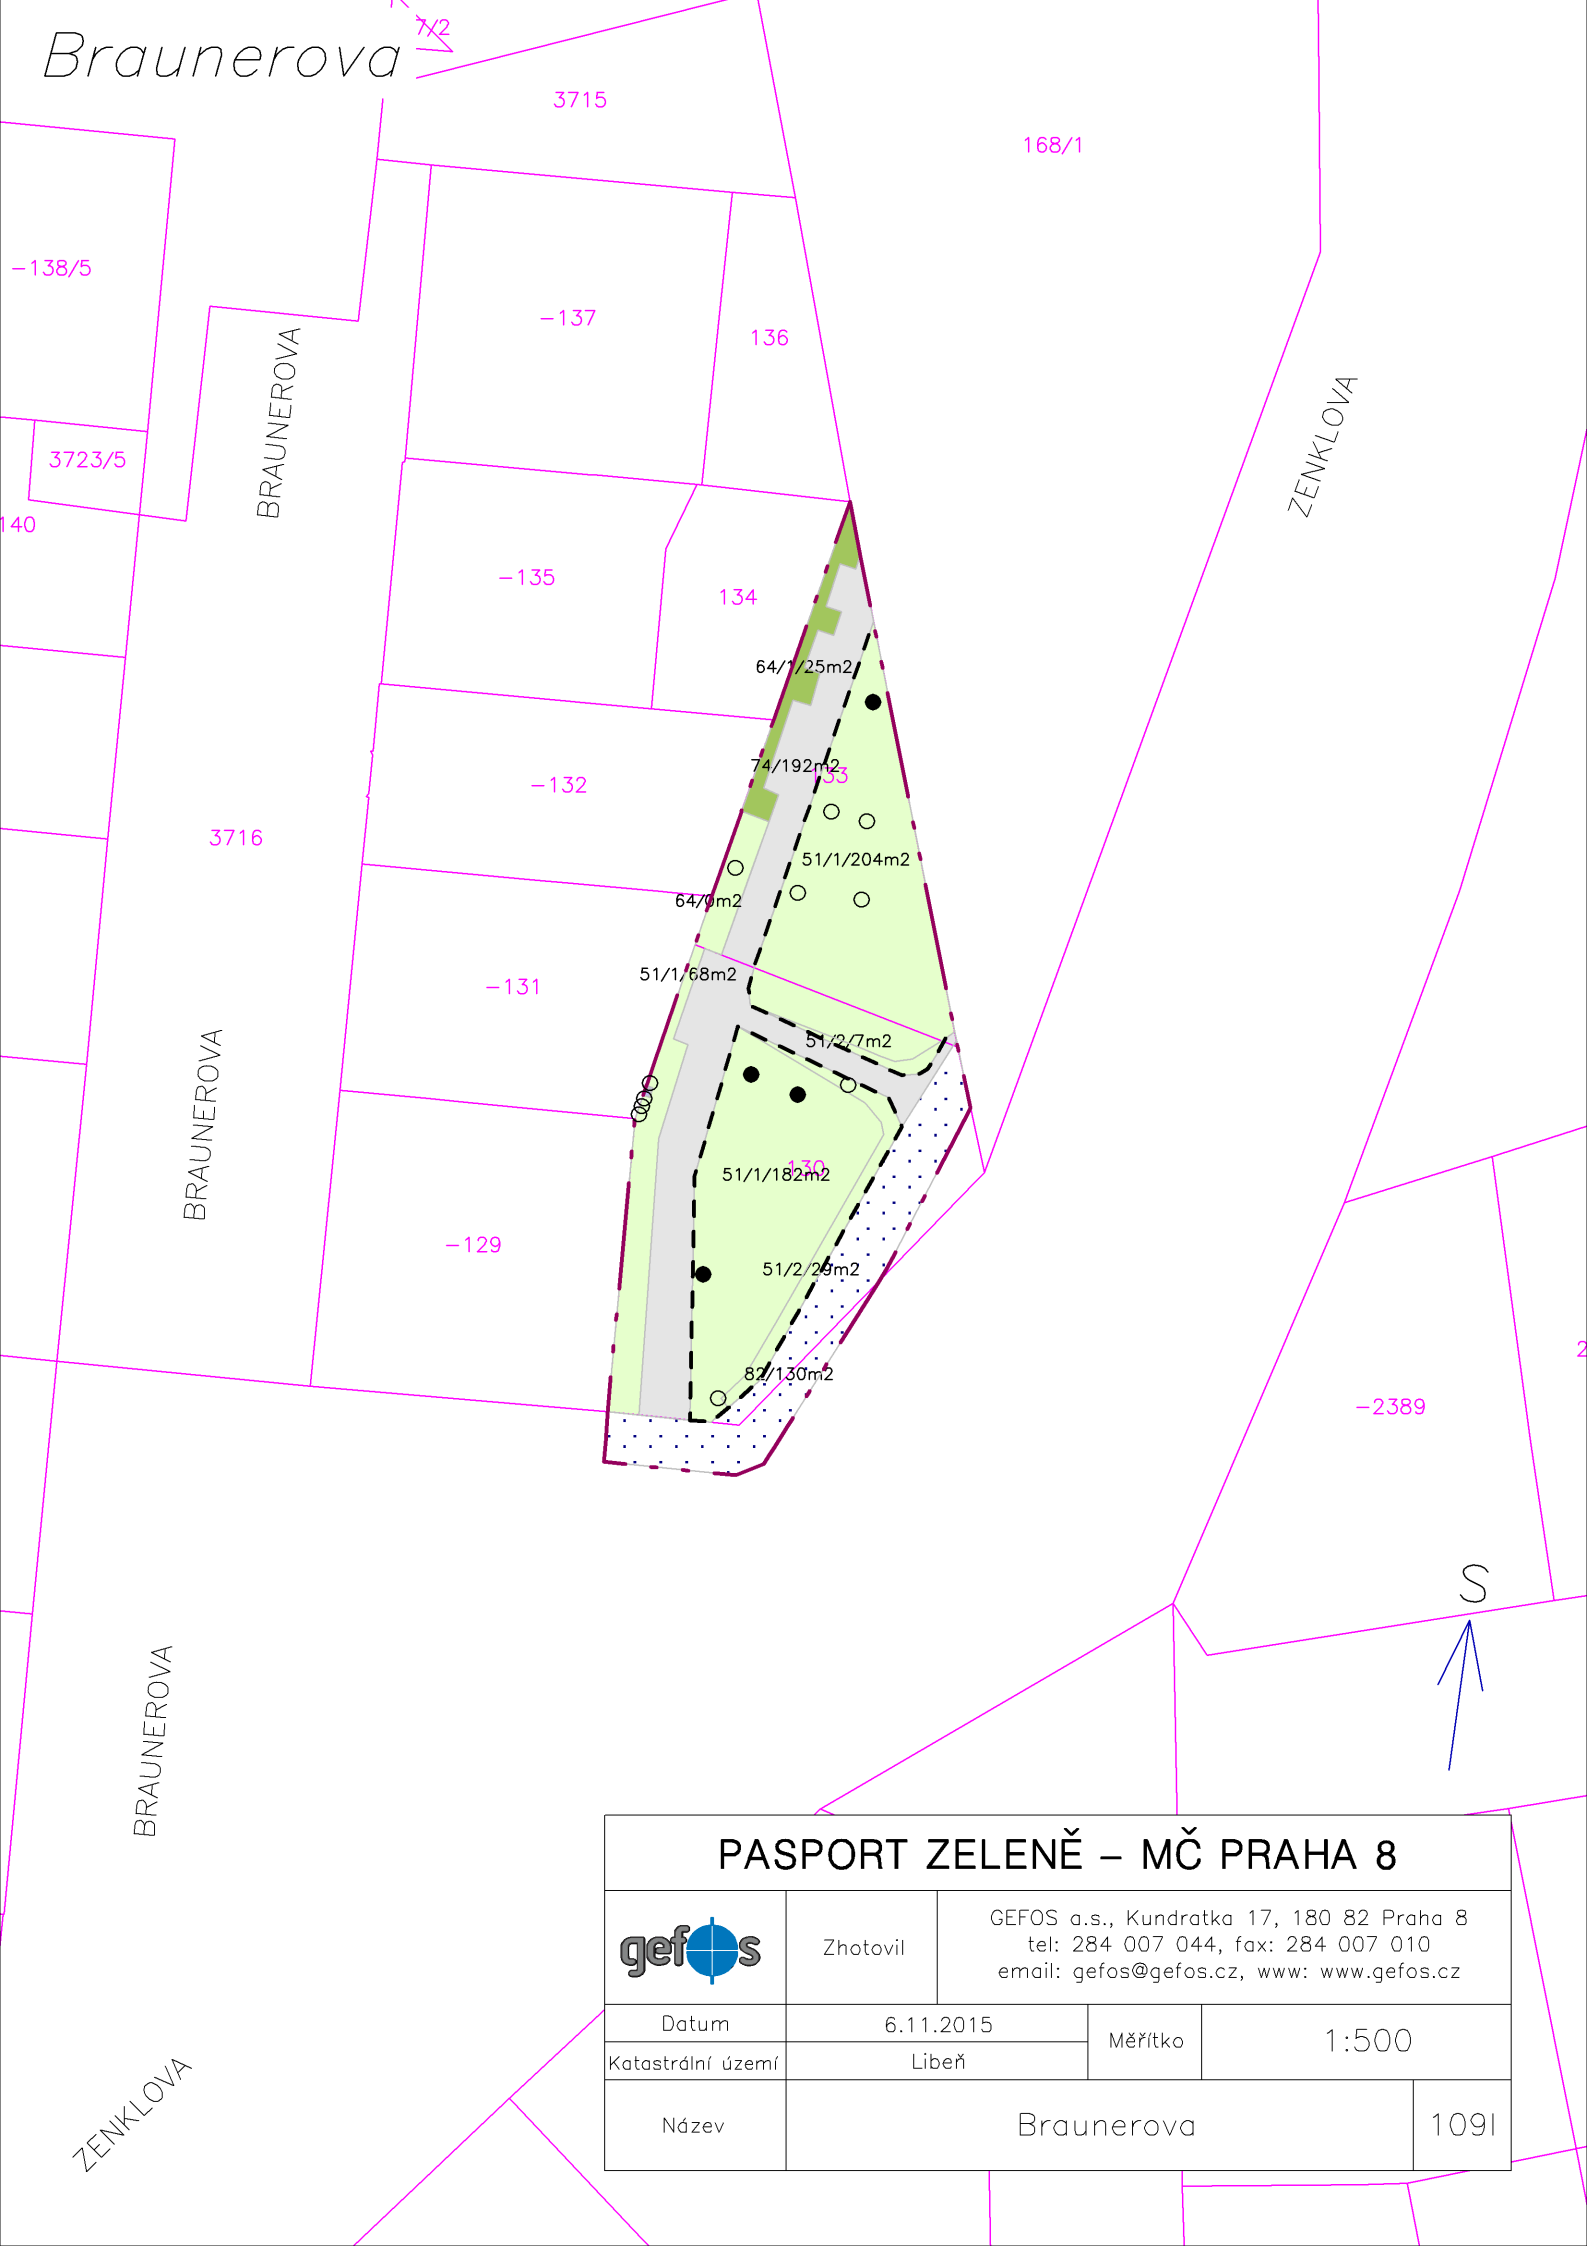 Braunerova
7/2
3715
168/1
-138/5
-137
136
BRAUNEROVA
ZENKLOVA
3723/5
140
-135
134
64/1/25m2
74/192m2
133
-132
3716
51/1/204m2
64/0m2
51/1/68m2
-131
51/2/7m2
BRAUNEROVA
130
51/1/182m2
-129
51/2/29m2
82/130m2
2
-2389
S
BRAUNEROVA
ZENKLOVA
PASPORT ZELENĚ – MČ PRAHA 8
gefos
Zhotovil
GEFOS a.s., Kundratka 17, 180 82 Praha 8
tel: 284 007 044, fax: 284 007 010
email: gefos@gefos.cz, www: www.gefos.cz
Datum
6.11.2015
Měřítko
1:500
Katastrální území
Libeň
Název
Braunerova
109I